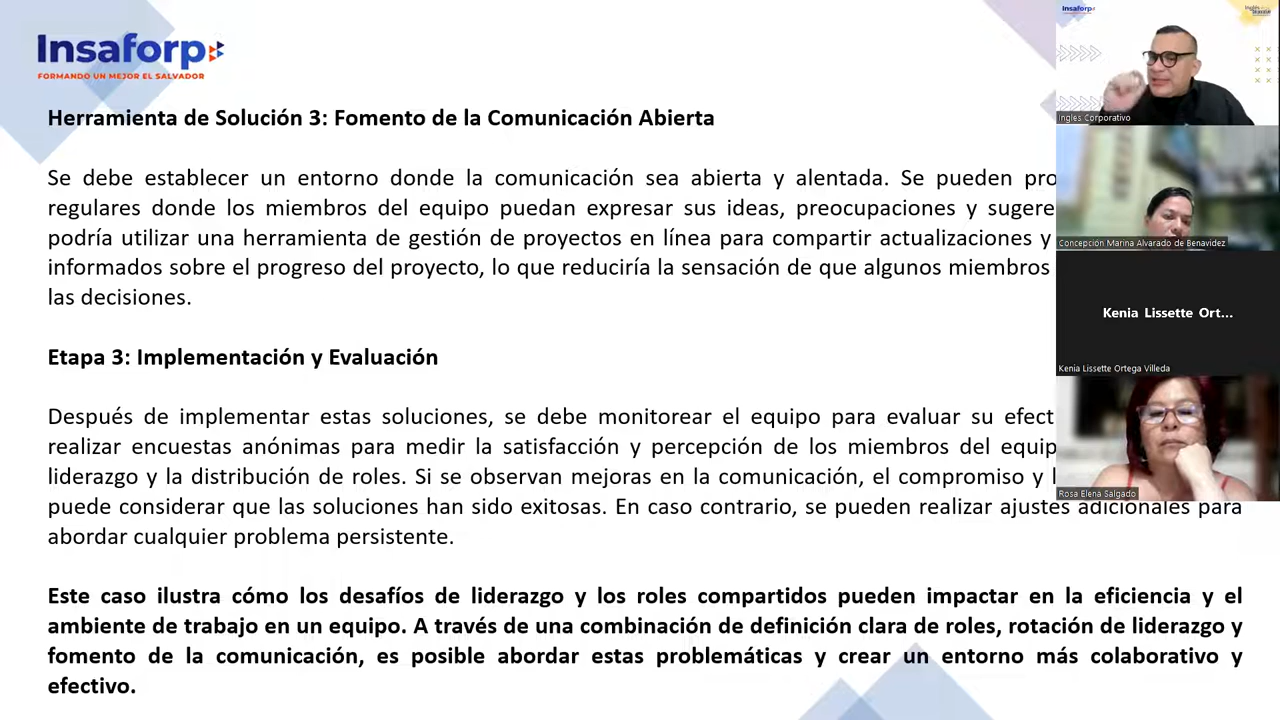 Insaforp
FORMANDO UN MEJOR EL SALVADOR
Herramienta de Solución 3: Fomento de la Comunicación Abierta
Se debe establecer un entorno donde la comunicación sea abierta y alentada. Se pueden pro
regulares donde los miembros del equipo puedan expresar sus ideas, preocupaciones y sugere
podría utilizar una herramienta de gestión de proyectos en línea para compartir actualizaciones y
informados sobre el progreso del proyecto, lo que reduciría la sensación de que algunos miembros
las decisiones.
Etapa 3: Implementación y Evaluación
Después de implementar estas soluciones, se debe monitorear el equipo para evaluar su efect
realizar encuestas anónimas para medir la satisfacción y percepción de los miembros del equip
liderazgo y la distribución de roles. Si se observan mejoras en la comunicación, el compromiso y
puede considerar que las soluciones han sido exitosas. En caso contrario, se pueden realizar ajustes adicionales para
abordar cualquier problema persistente.
Este caso ilustra cómo los desafíos de liderazgo y los roles compartidos pueden impactar en la eficiencia y el
ambiente de trabajo en un equipo. A través de una combinación de definición clara de roles, rotación de liderazgo y
fomento de la comunicación, es posible abordar estas problemáticas y crear un entorno más colaborativo y
efectivo.
Insaforp
Ingles Corporativo
Concepción Marina Alvarado de Benavidez
Kenia Lissette Ort...
Kenia Lissette Ortega Villeda
Rosa Elena Salgado